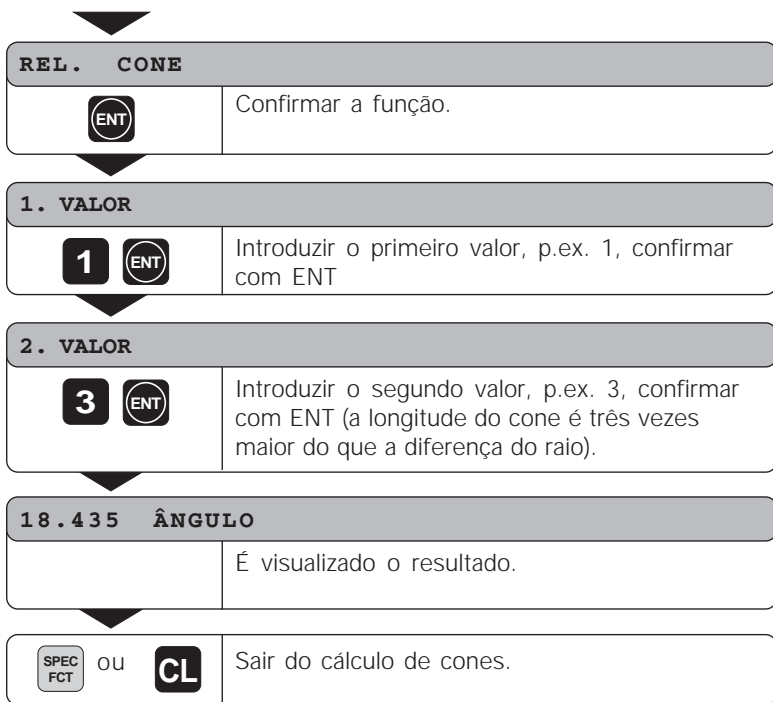 REL. CONE
ENT
Confirmar a função.
1. VALOR
1 ENT
Introduzir o primeiro valor, p.ex. 1, confirmar
com ENT
2. VALOR
3 ENT
Introduzir o segundo valor, p.ex. 3, confirmar
com ENT (a longitude do cone é três vezes
maior do que a diferença do raio).
18.435 ÂNGULO
É visualizado o resultado.
SPEC
FCT
ou CL
Sair do cálculo de cones.